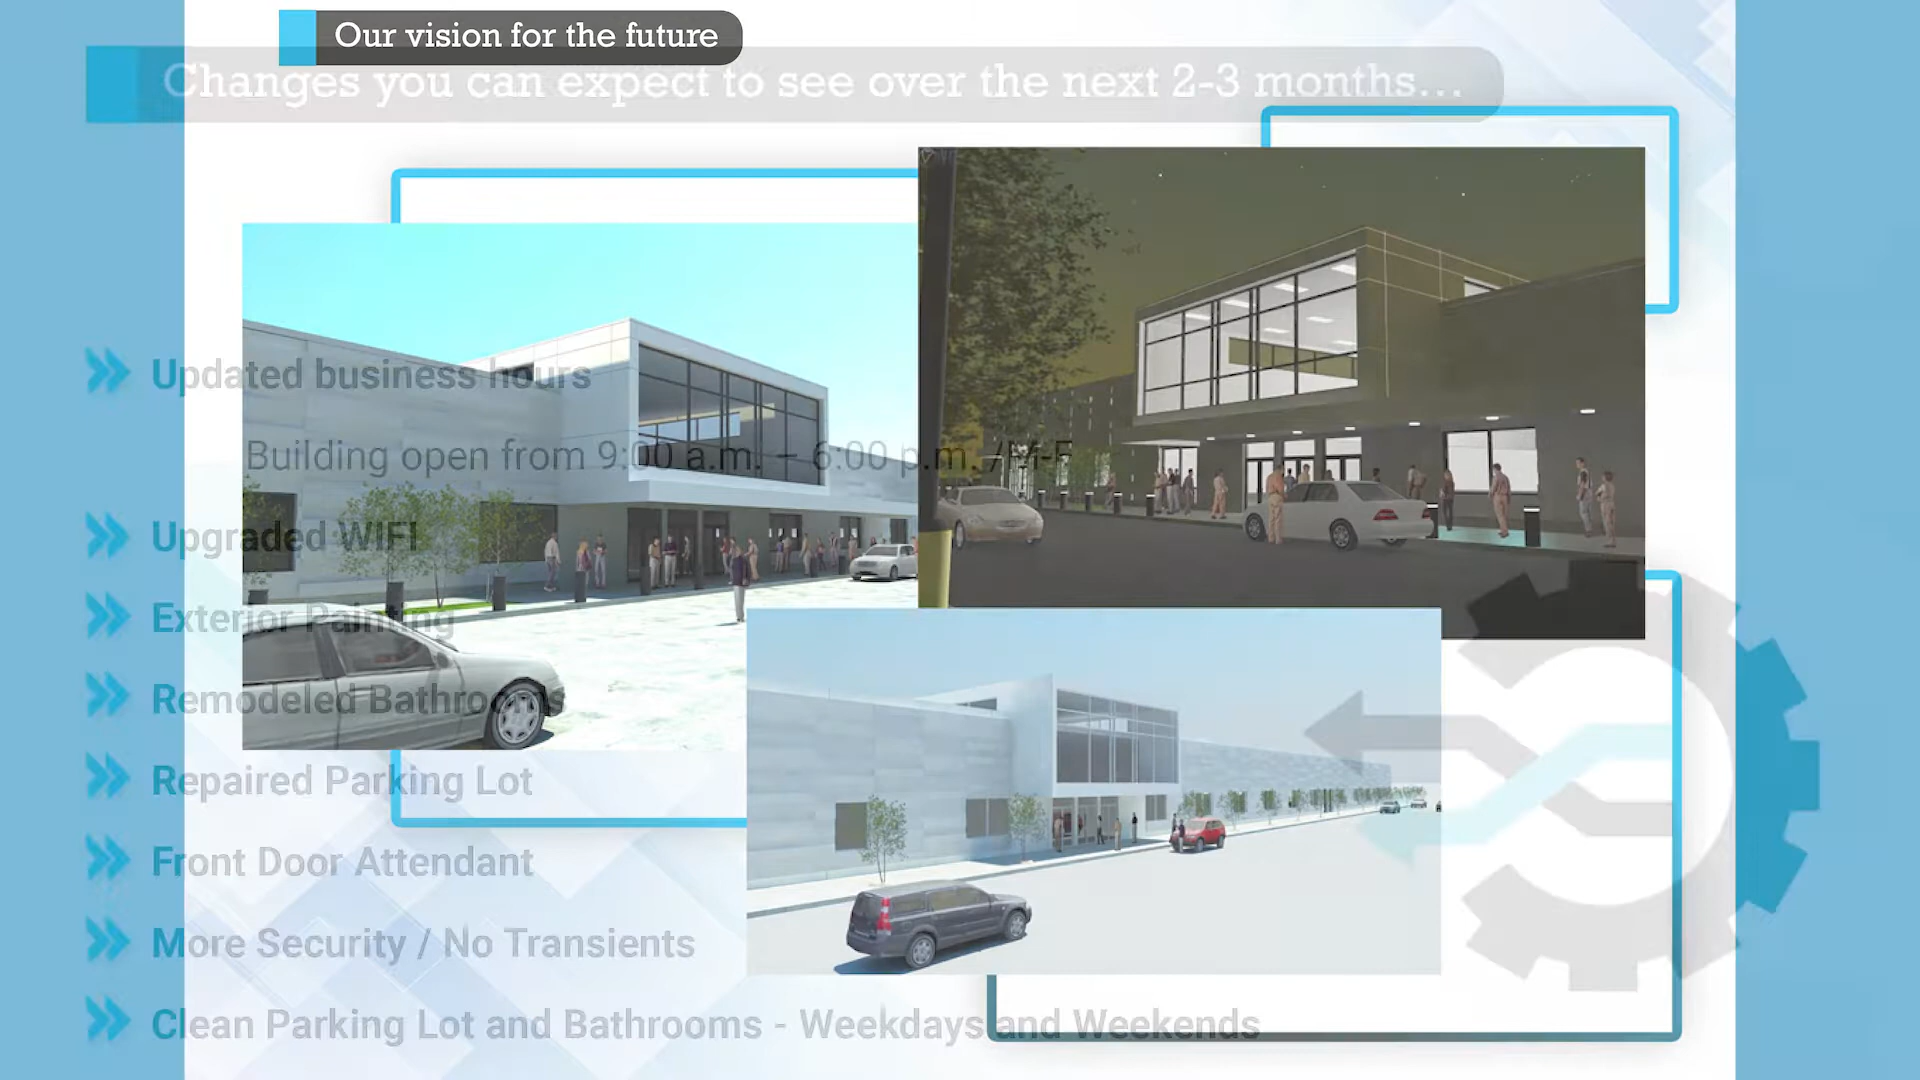 Our vision for the future
Changes you can expect to see over the next 2-3 months...
Updated business hours
Building open from 9:00 a.m. – 6:00 p.m. /M-F
Upgraded WIFI
Exterior Painting
Remodeled Bathrooms
Repaired Parking Lot
Front Door Attendant
More Security / No Transients
Clean Parking Lot and Bathrooms - Weekdays and Weekends